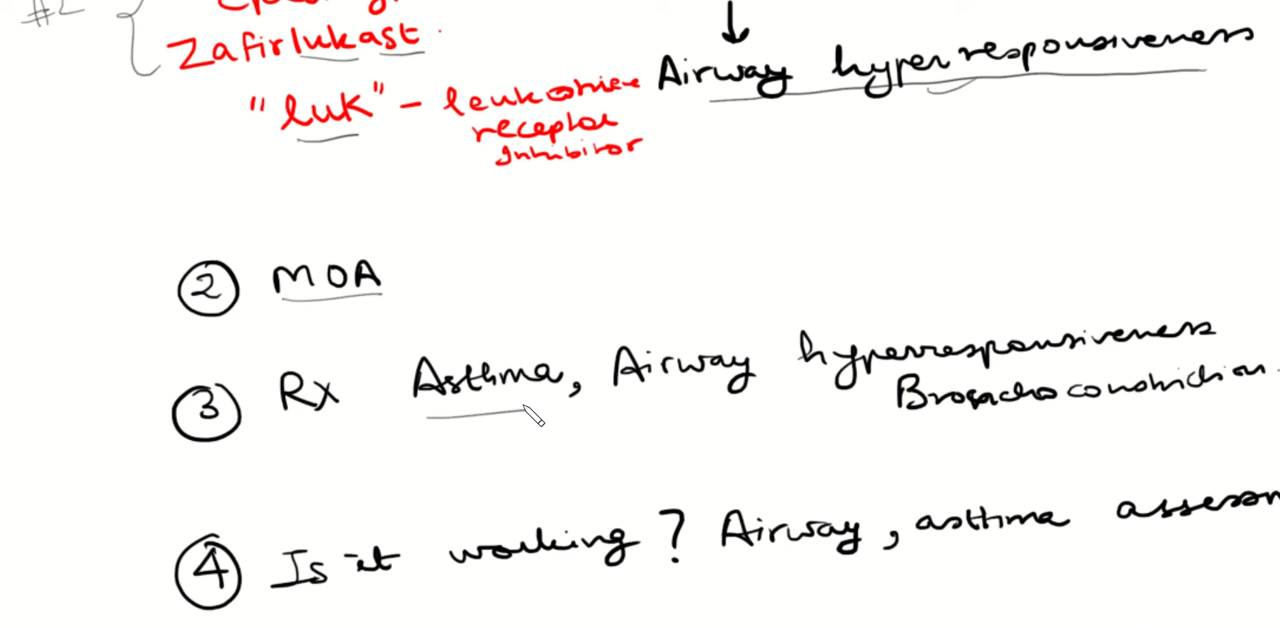 #2
Zafirlukast
Airway hyperresponsiveness
"luk" - leukotriene
receptor
Inhibitor
② MOA
③ Rx Asthma, Airway hyperresponsiveness
Bronchoconstriction
④ Is it working? Airway, asthma